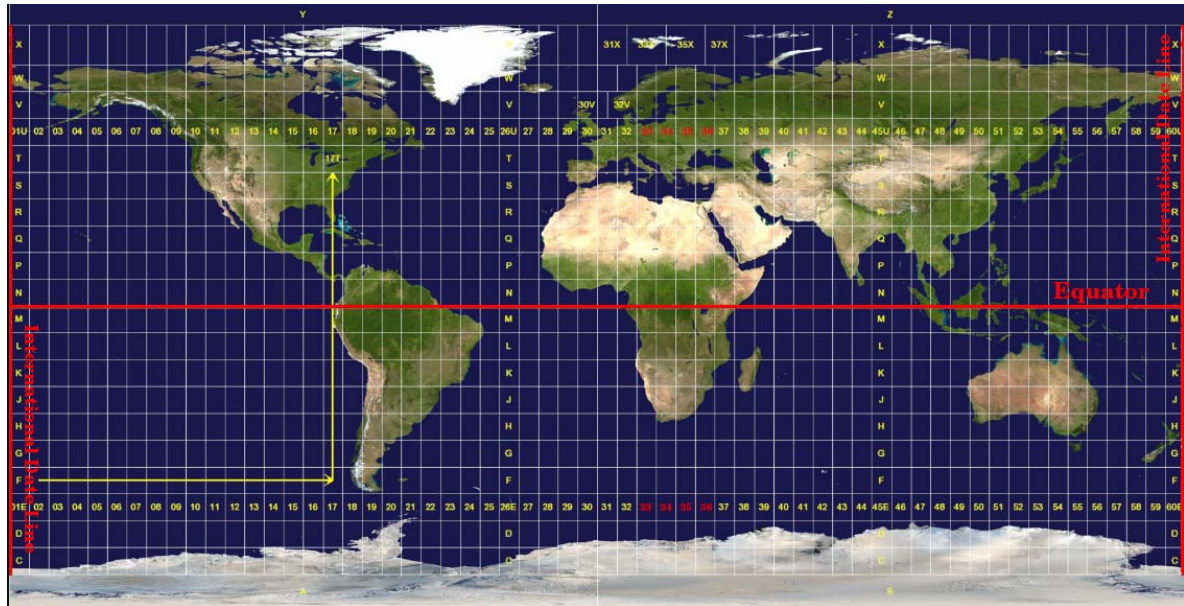 Y Z
X X 31X 33X 35X 37X X X
W W W W
V V 30V 32V V V
01U 02 03 04 05 06 07 08 09 10 11 12 13 14 15 16 17 18 19 20 21 22 23 24 25 26U 27 28 29 30 31 32 33 34 35 36 37 38 39 40 41 42 43 44 45U 46 47 48 49 50 51 52 53 54 55 56 57 58 59 60U
T 17T T T T
S S S S
R R R R
Q Q Q Q
P P P P
N N N N
International Date Line
Equator
M M M M
L L L L
K K K K
J J J J
H H H H
G G G G
F F F F
International Date Line
01E 02 03 04 05 06 07 08 09 10 11 12 13 14 15 16 17 18 19 20 21 22 23 24 25 26E 27 28 29 30 31 32 33 34 35 36 37 38 39 40 41 42 43 44 45E 46 47 48 49 50 51 52 53 54 55 56 57 58 59 60E
D D D D
C C C C
A B